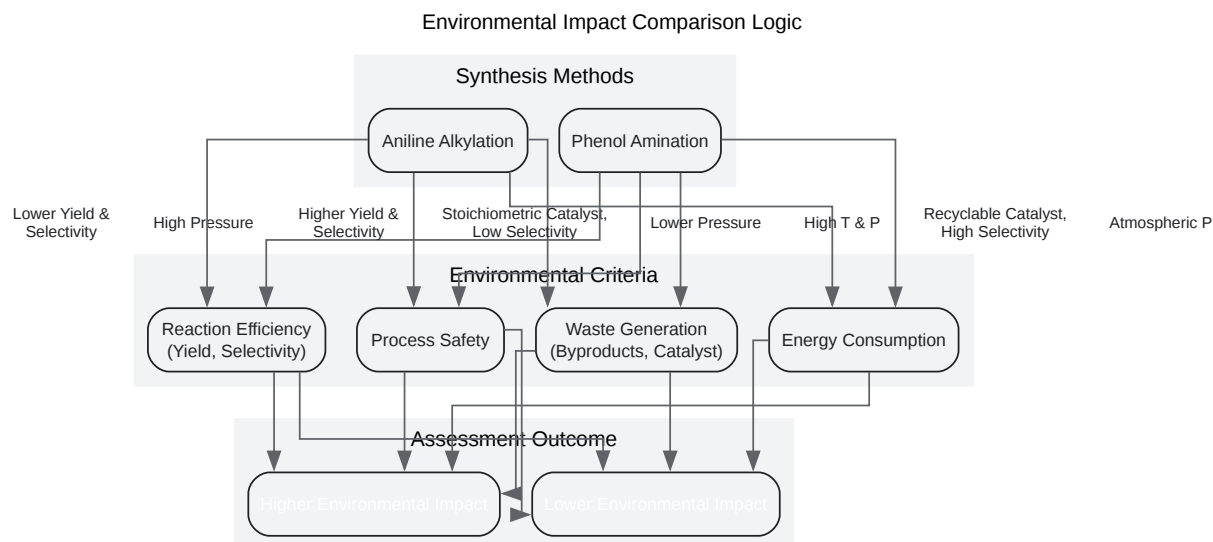 Environmental Impact Comparison Logic
Synthesis Methods
Aniline Alkylation
Phenol Amination
Lower Yield &
Selectivity
High Pressure
Higher Yield &
Selectivity
Stoichiometric Catalyst,
Low Selectivity
Lower Pressure
High T & P
Recyclable Catalyst,
High Selectivity
Atmospheric P
Environmental Criteria
Reaction Efficiency
(Yield, Selectivity)
Process Safety
Waste Generation
(Byproducts, Catalyst)
Energy Consumption
Assessment Outcome
Higher Environmental Impact
Lower Environmental Impact